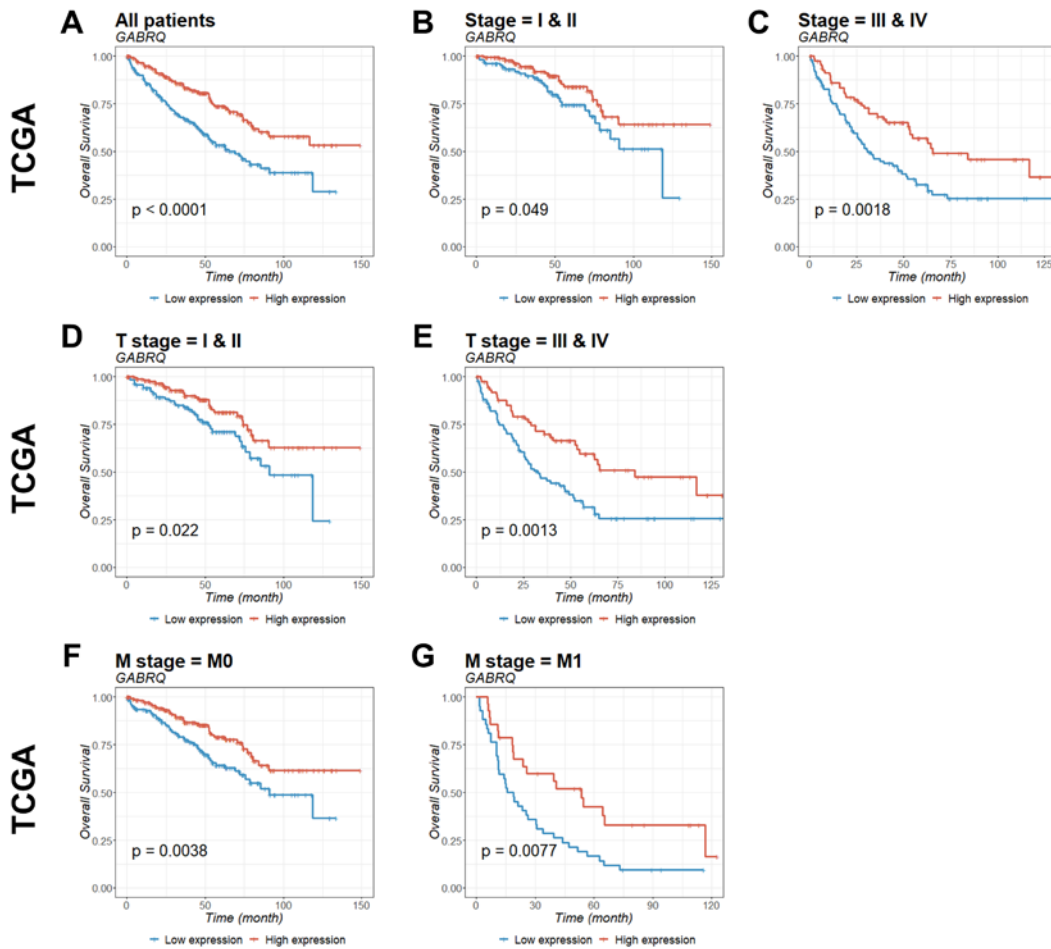 TCGA
A All patients
GABRQ
Overall Survival
1.00
0.75
0.50
0.25
0.00
p < 0.0001
0 50 100 150
Time (month)
Low expression High expression
B Stage = I & II
GABRQ
Overall Survival
1.00
0.75
0.50
0.25
0.00
p = 0.049
0 50 100 150
Time (month)
Low expression High expression
C Stage = III & IV
GABRQ
Overall Survival
1.00
0.75
0.50
0.25
0.00
p = 0.0018
0 25 50 75 100 125
Time (month)
Low expression High expression
TCGA
D T stage = I & II
GABRQ
Overall Survival
1.00
0.75
0.50
0.25
0.00
p = 0.022
0 50 100 150
Time (month)
Low expression High expression
E T stage = III & IV
GABRQ
Overall Survival
1.00
0.75
0.50
0.25
0.00
p = 0.0013
0 25 50 75 100 125
Time (month)
Low expression High expression
TCGA
F M stage = M0
GABRQ
Overall Survival
1.00
0.75
0.50
0.25
0.00
p = 0.0038
0 50 100 150
Time (month)
Low expression High expression
G M stage = M1
GABRQ
Overall Survival
1.00
0.75
0.50
0.25
0.00
p = 0.0077
0 30 60 90 120
Time (month)
Low expression High expression